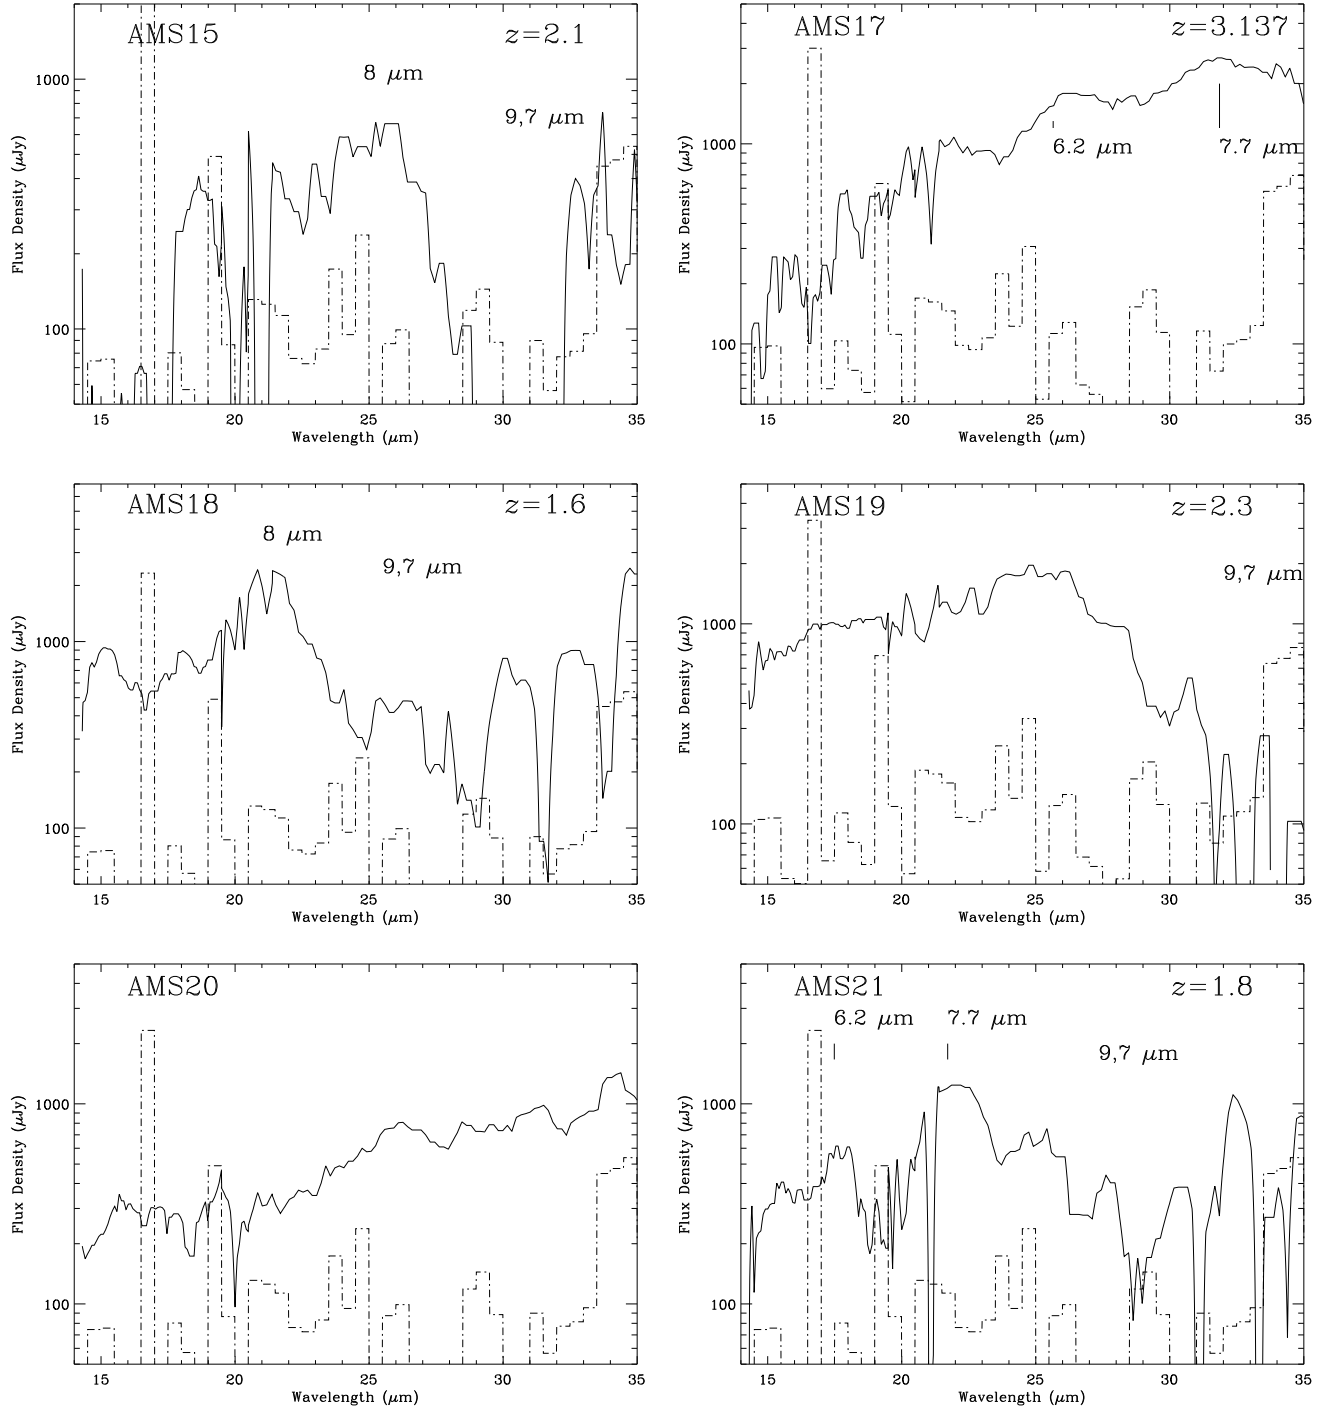 AMS15 z=2.1
8 μm
9,7 μm
1000
100
Flux Density (μJy)
15 20 25 30 35
Wavelength (μm)
AMS17 z=3.137
6.2 μm 7.7 μm
1000
100
Flux Density (μJy)
15 20 25 30 35
Wavelength (μm)
AMS18 z=1.6
8 μm
9,7 μm
1000
100
Flux Density (μJy)
15 20 25 30 35
Wavelength (μm)
AMS19 z=2.3
9,7 μm
1000
100
Flux Density (μJy)
15 20 25 30 35
Wavelength (μm)
AMS20
1000
100
Flux Density (μJy)
15 20 25 30 35
Wavelength (μm)
AMS21 z=1.8
6.2 μm 7.7 μm
9,7 μm
1000
100
Flux Density (μJy)
15 20 25 30 35
Wavelength (μm)